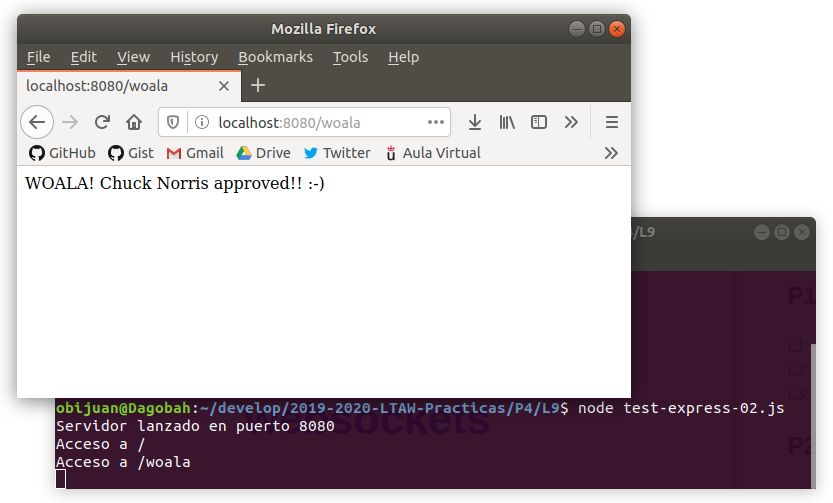 Mozilla Firefox
File Edit View History Bookmarks Tools Help
localhost:8080/woala
localhost:8080/woala
GitHub Gist Gmail Drive Twitter Aula Virtual
WOALA! Chuck Norris approved!! :-)
/L9
P1
L1:
L2:
L3:
obijuan@Dagobah:~/develop/2019-2020-LTAW-Practicas/P4/L9$ node test-express-02.js
Servidor lanzado en puerto 8080
sockets
Acceso a /
P2
Acceso a /woala